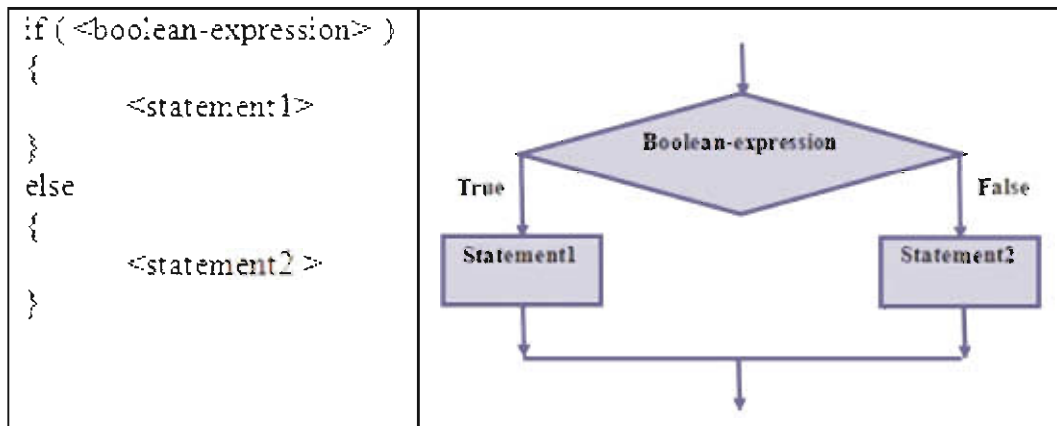 if ( <boolean-expression> )
{
<statement1>
}
else
{
<statement2 >
}
Boolean-expression
True
False
Statement1
Statement2